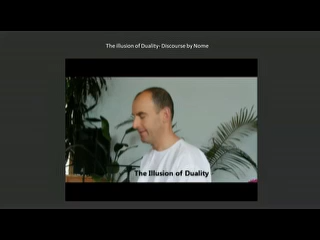 The illusion of Duality- Discourse by Nome
The Illusion of Duality